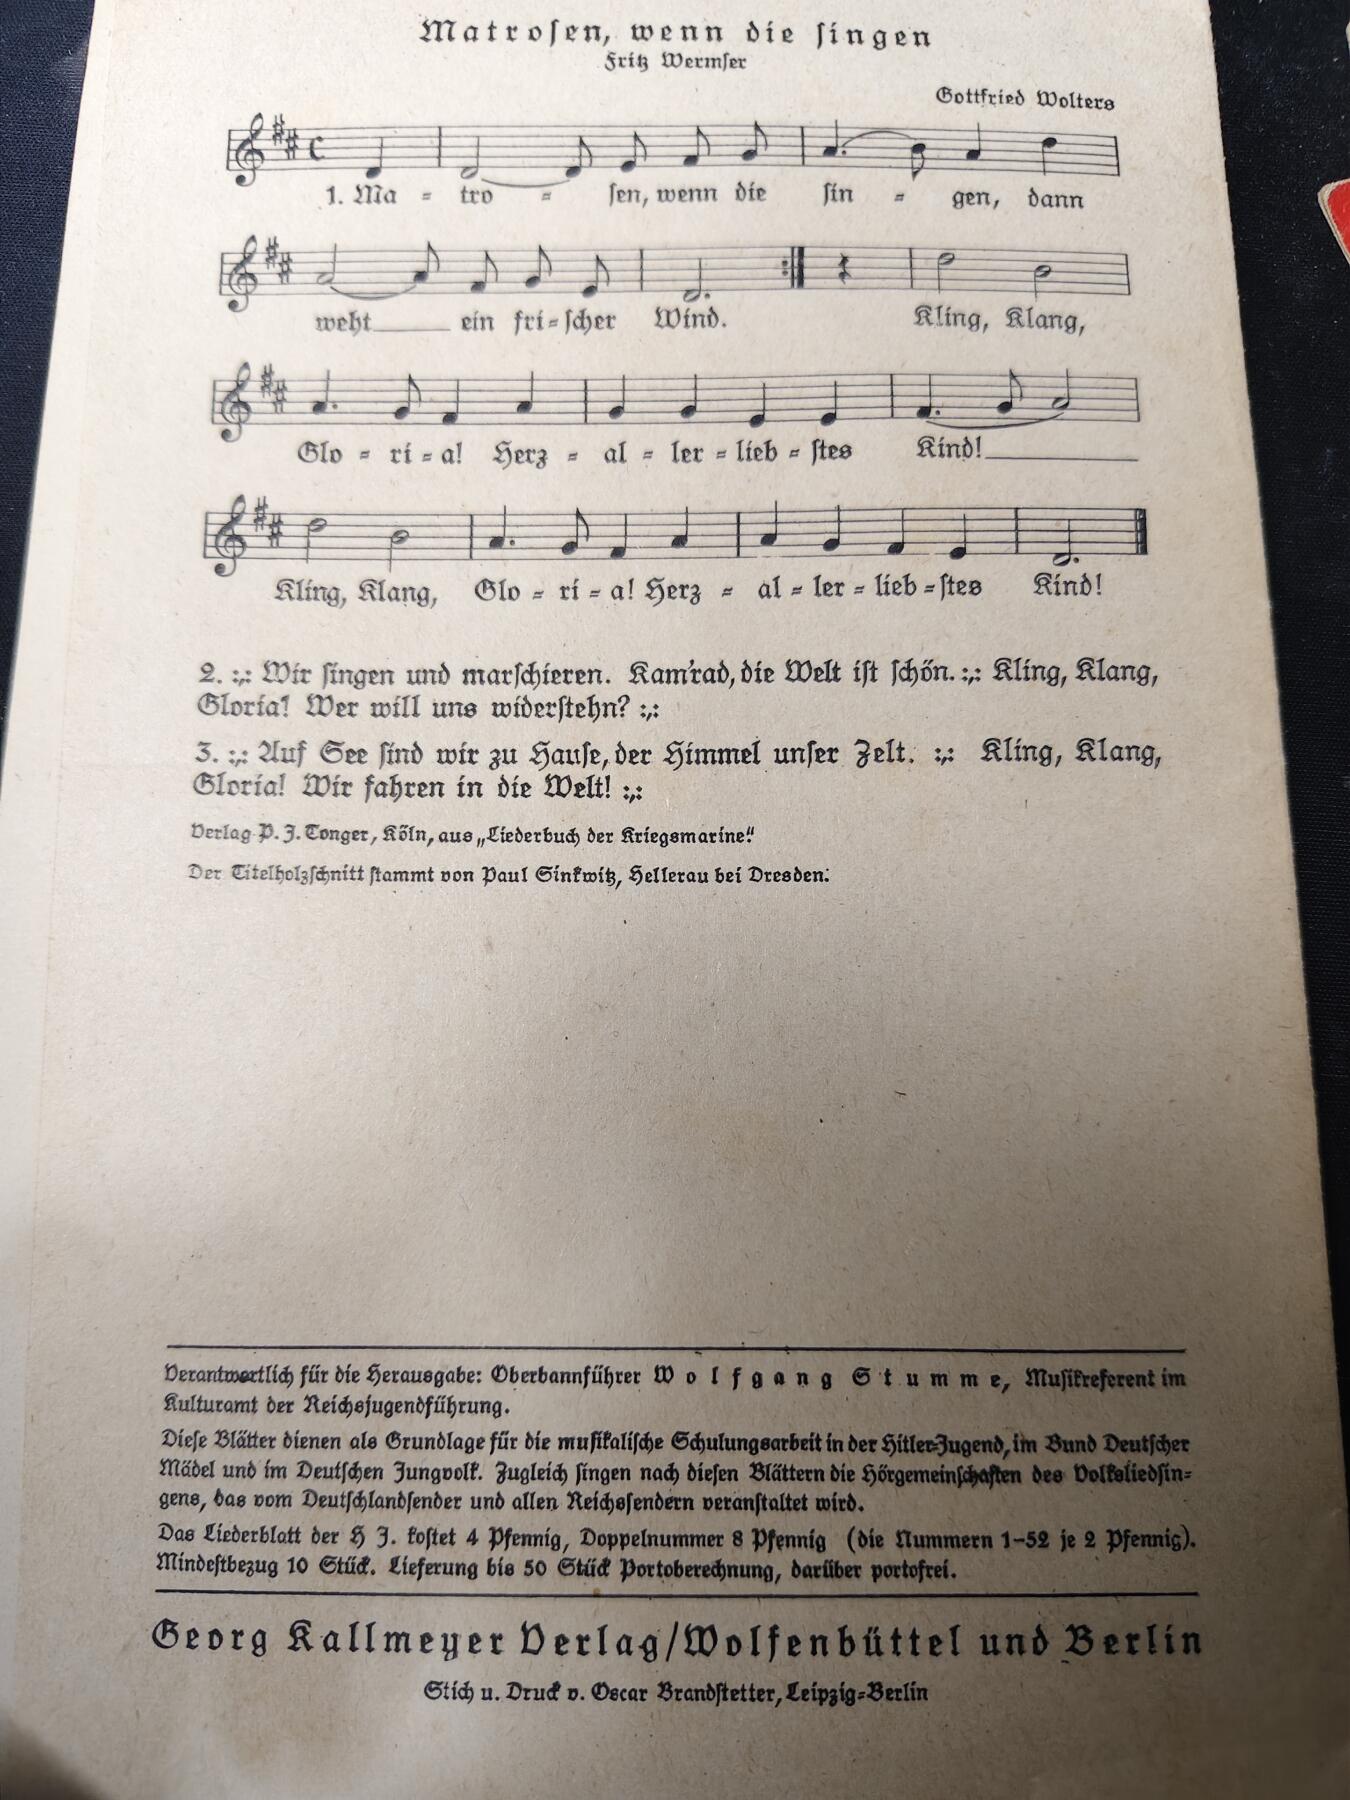 Matrosen, wenn die singen
Fritz Wermser
Gottfried Wolters
1. Ma - tro - sen, wenn die sin - gen, dann
weht____ ein fri-scher Wind. Kling, Klang,
Glo - ri - a! Herz - al - ler - lieb - stes Kind!____
Kling, Klang, Glo - ri - a! Herz - al - ler - lieb - stes Kind!
2. :,: Wir singen und marschieren. Kam'rad, die Welt ist schön. :,: Kling, Klang,
Gloria! Wer will uns widerstehn? :,:
3. :,: Auf See sind wir zu Hause, der Himmel unser Zelt. :,: Kling, Klang,
Gloria! Wir fahren in die Welt! :,:
Verlag P. J. Tonger, Köln, aus „Liederbuch der Kriegsmarine“
Der Titelholzschnitt stammt von Paul Sinkwitz, Hellerau bei Dresden.
Verantwortlich für die Herausgabe: Oberbannführer Wolfgang Stumme, Musikreferent im
Kulturamt der Reichsjugendführung.
Diese Blätter dienen als Grundlage für die musikalische Schulungsarbeit in der Hitler-Jugend, im Bund Deutscher
Mädel und im Deutschen Jungvolk. Zugleich singen nach diesen Blättern die Hörgemeinschaften des Volksliedsin-
gens, das vom Deutschlandsender und allen Reichssendern veranstaltet wird.
Das Liederblatt der H J. kostet 4 Pfennig, Doppelnummer 8 Pfennig (die Nummern 1-52 je 2 Pfennig).
Mindestbezug 10 Stück. Lieferung bis 50 Stück Portoberechnung, darüber portofrei.
Georg Kallmeyer Verlag/Wolfenbüttel und Berlin
Stich u. Druck v. Oscar Brandstetter, Leipzig-Berlin